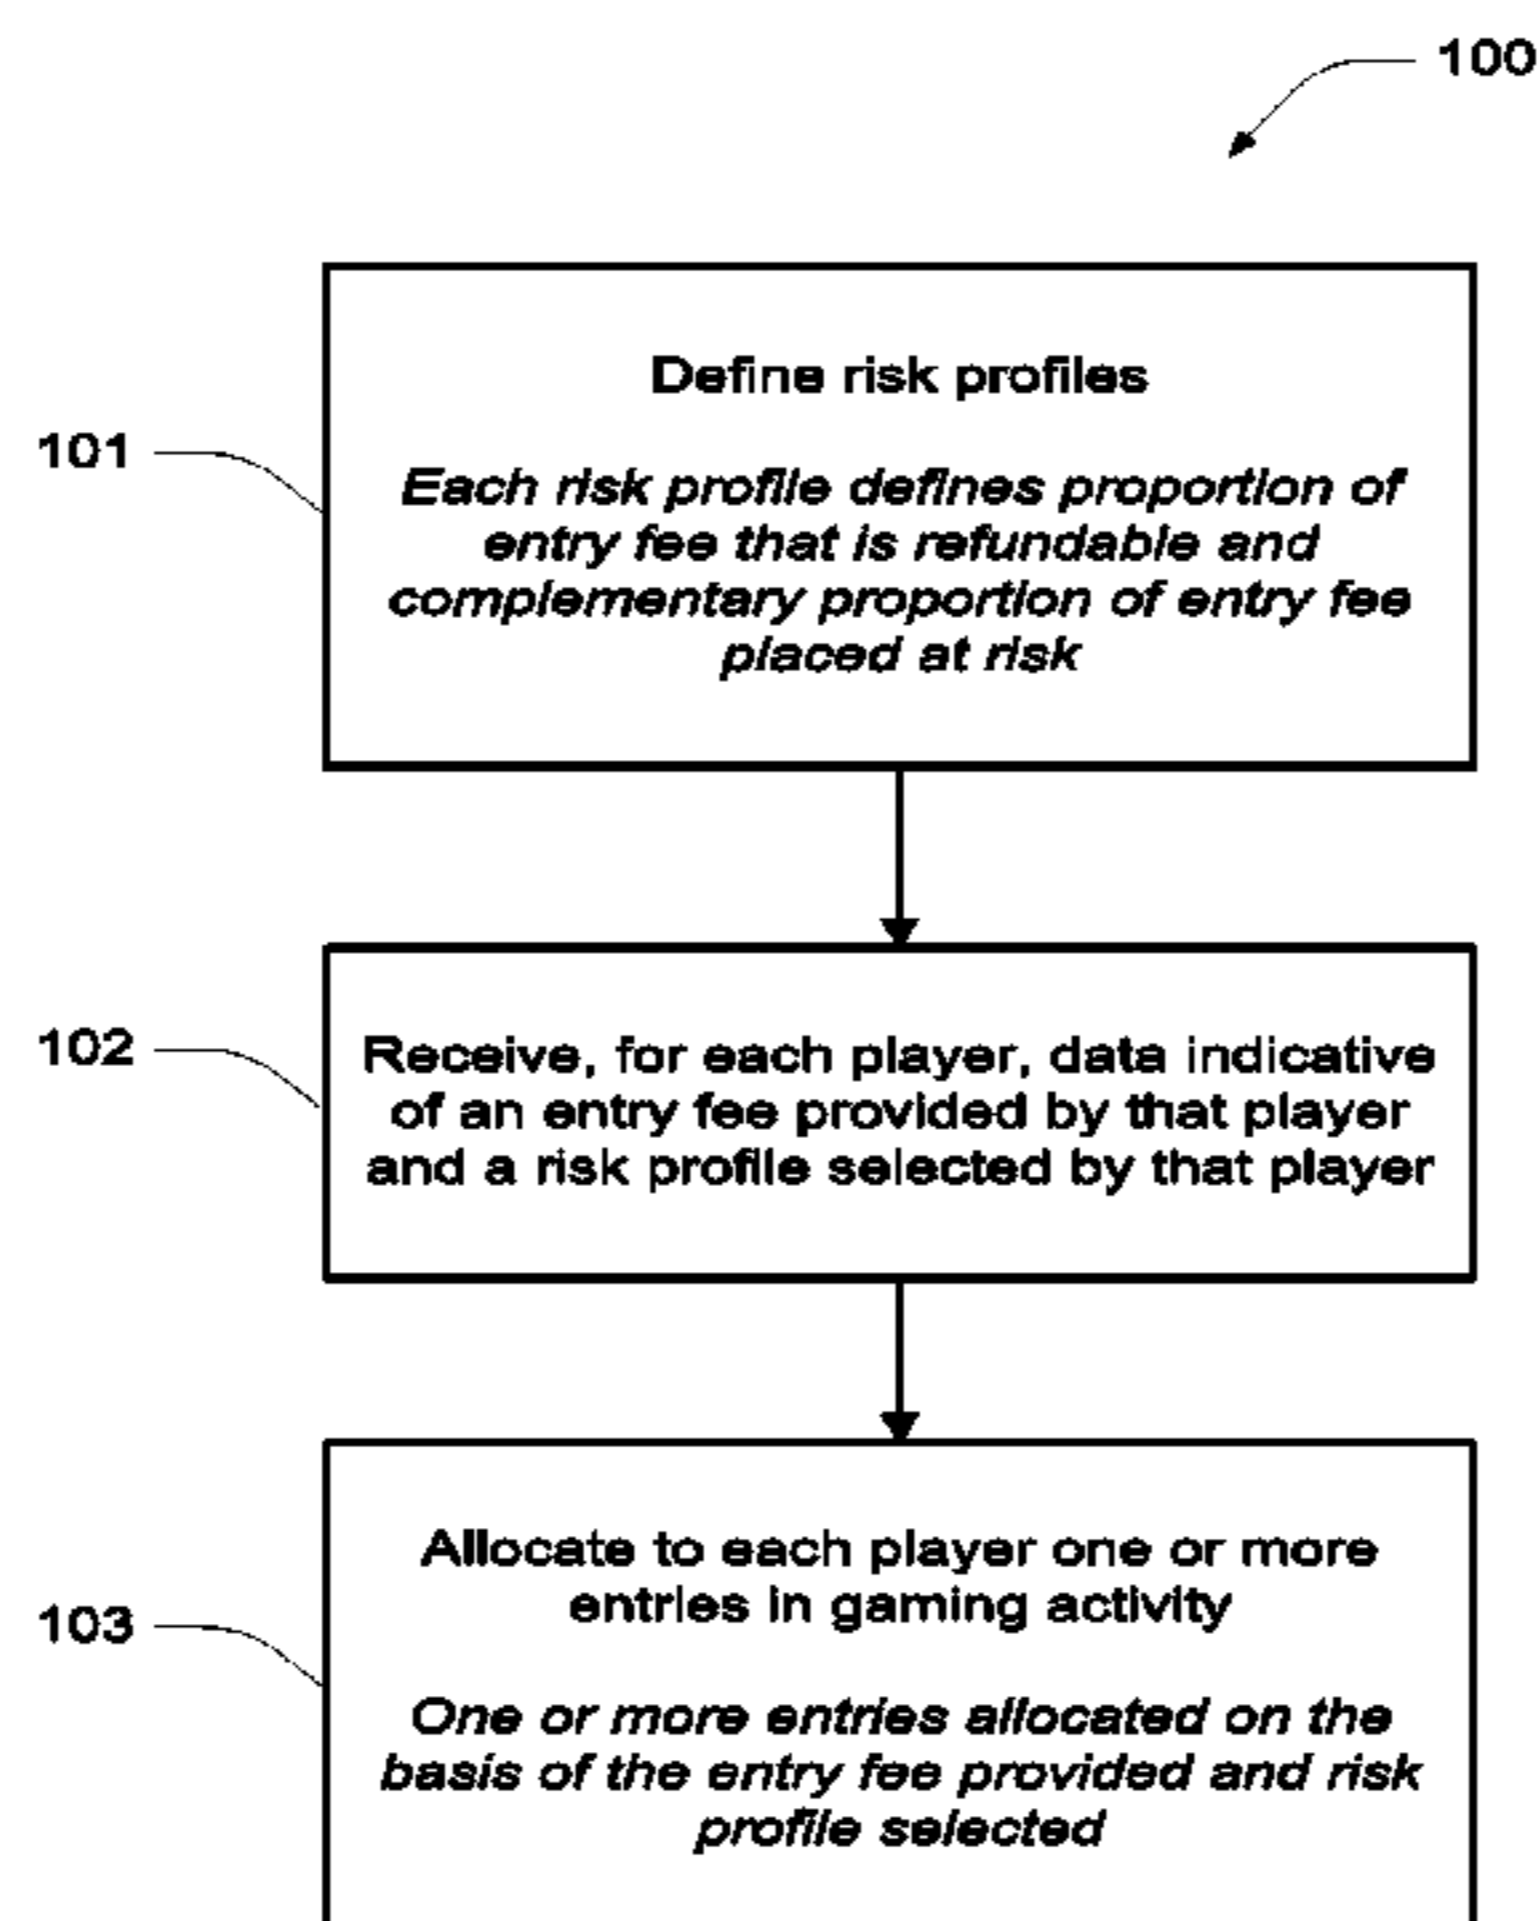 100
Define risk profiles
101
Each risk profile defines proportion of
entry fee that is refundable and
complementary proportion of entry fee
placed at risk
102
Receive, for each player, data indicative
of an entry fee provided by that player
and a risk profile selected by that player
Allocate to each player one or more
entries in gaming activity
103
One or more entries allocated on the
basis of the entry fee provided and risk
profile selected